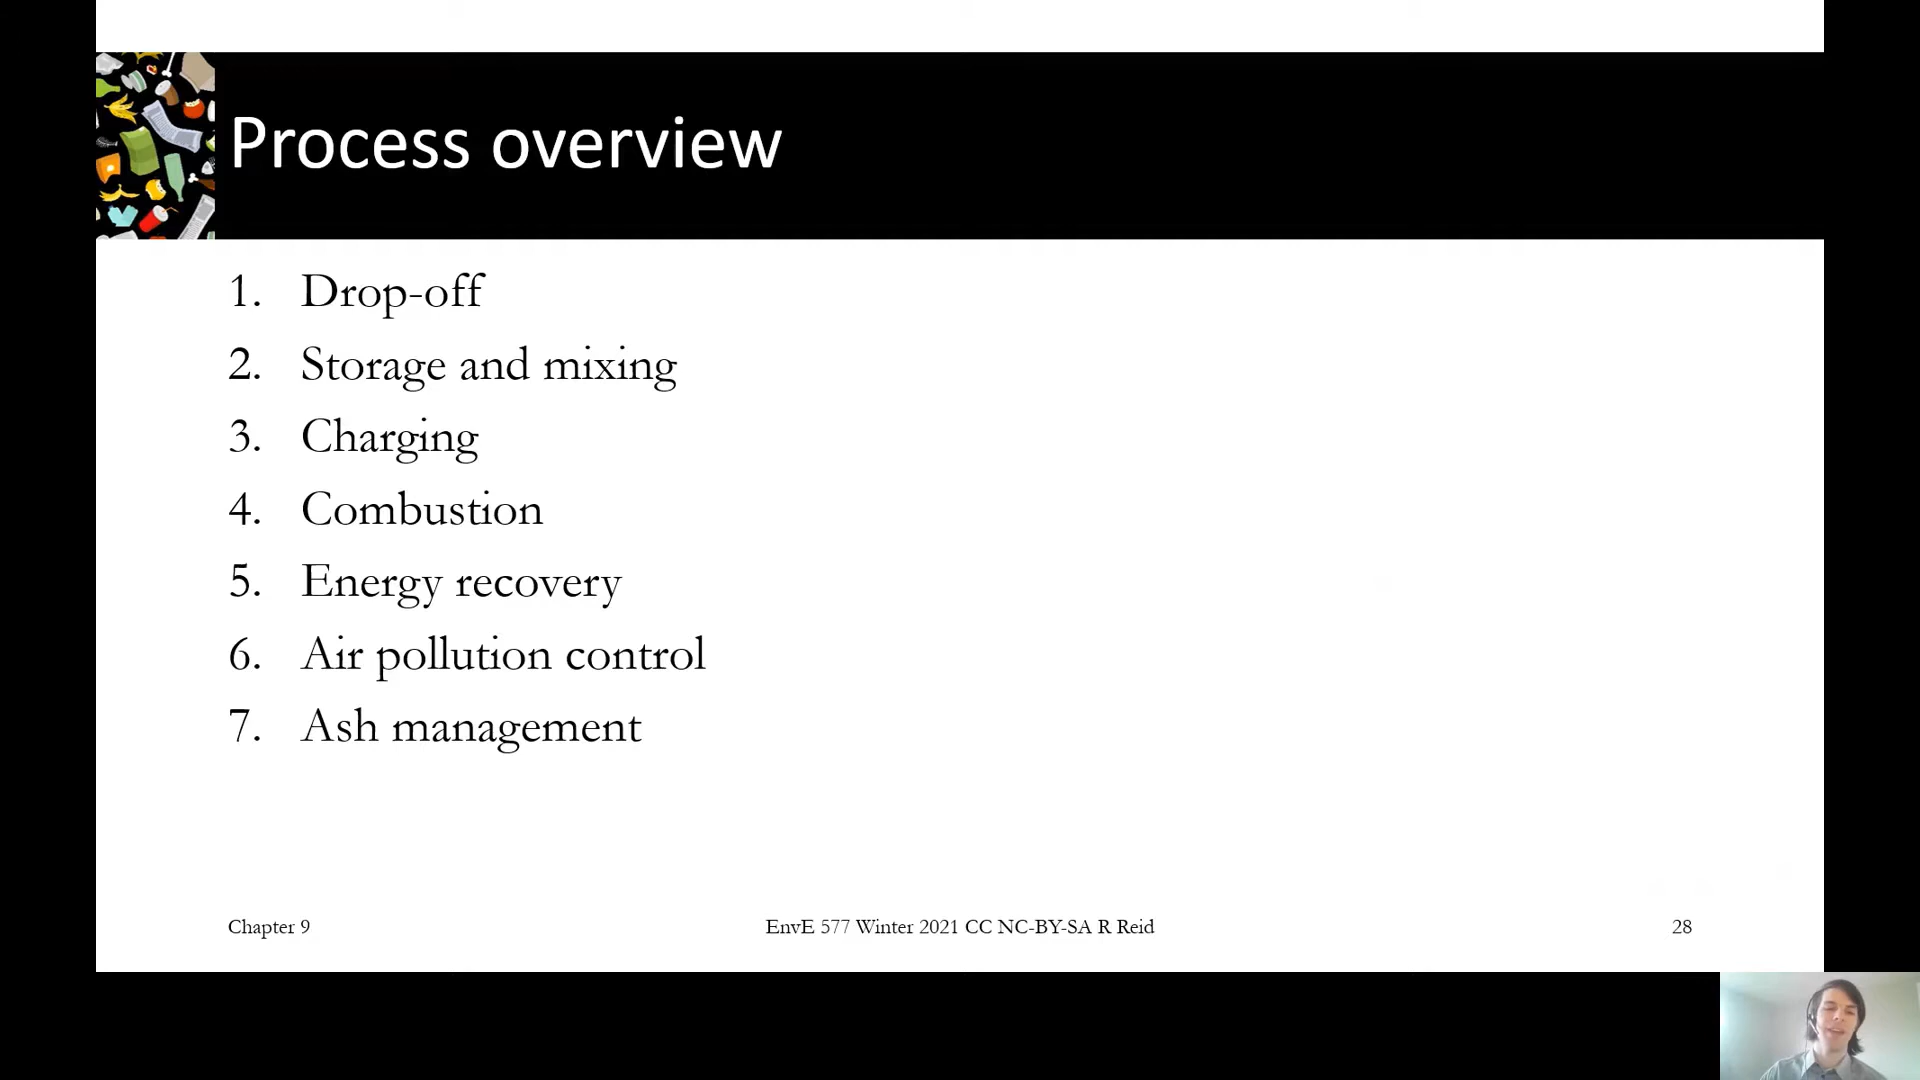 Process overview
1. Drop-off
2. Storage and mixing
3. Charging
4. Combustion
5. Energy recovery
6. Air pollution control
7. Ash management
Chapter 9
EnvE 577 Winter 2021 CC NC-BY-SA R Reid
28